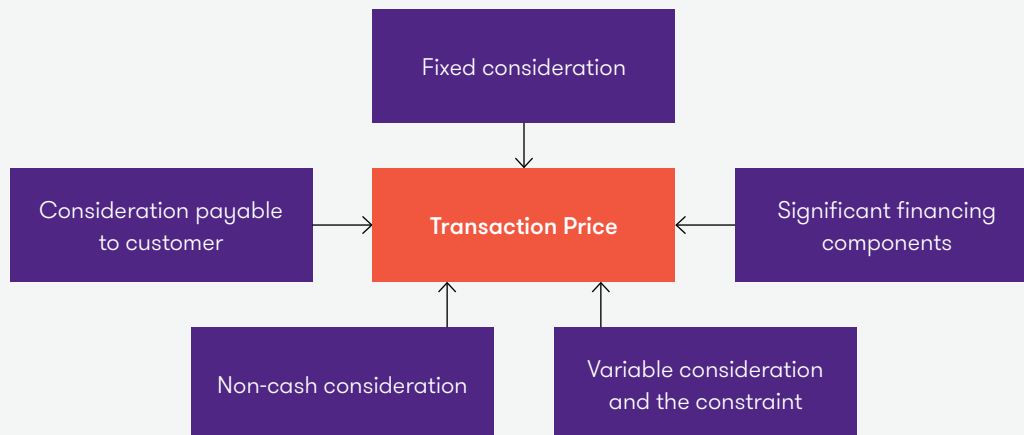 Fixed consideration
Consideration payable
to customer
Transaction Price
Significant financing
components
Non-cash consideration
Variable consideration
and the constraint